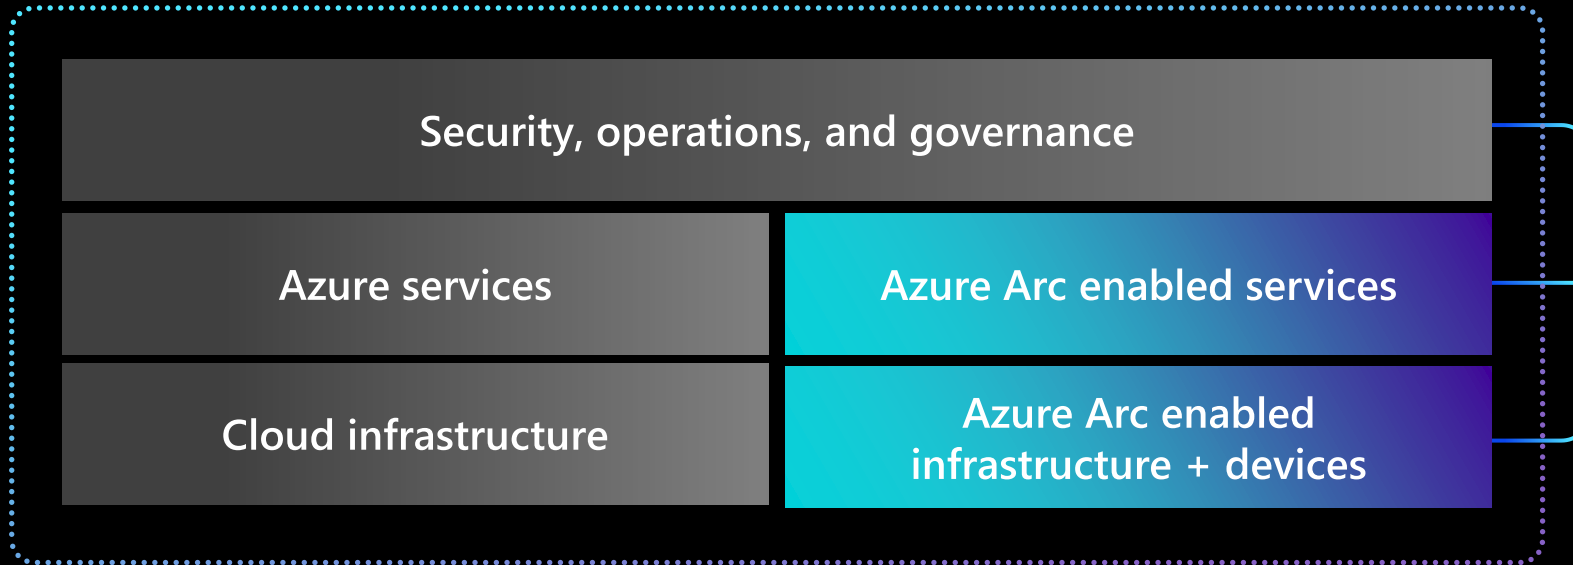 Security, operations, and governance
Azure services
Azure Arc enabled services
Cloud infrastructure
Azure Arc enabled
infrastructure + devices